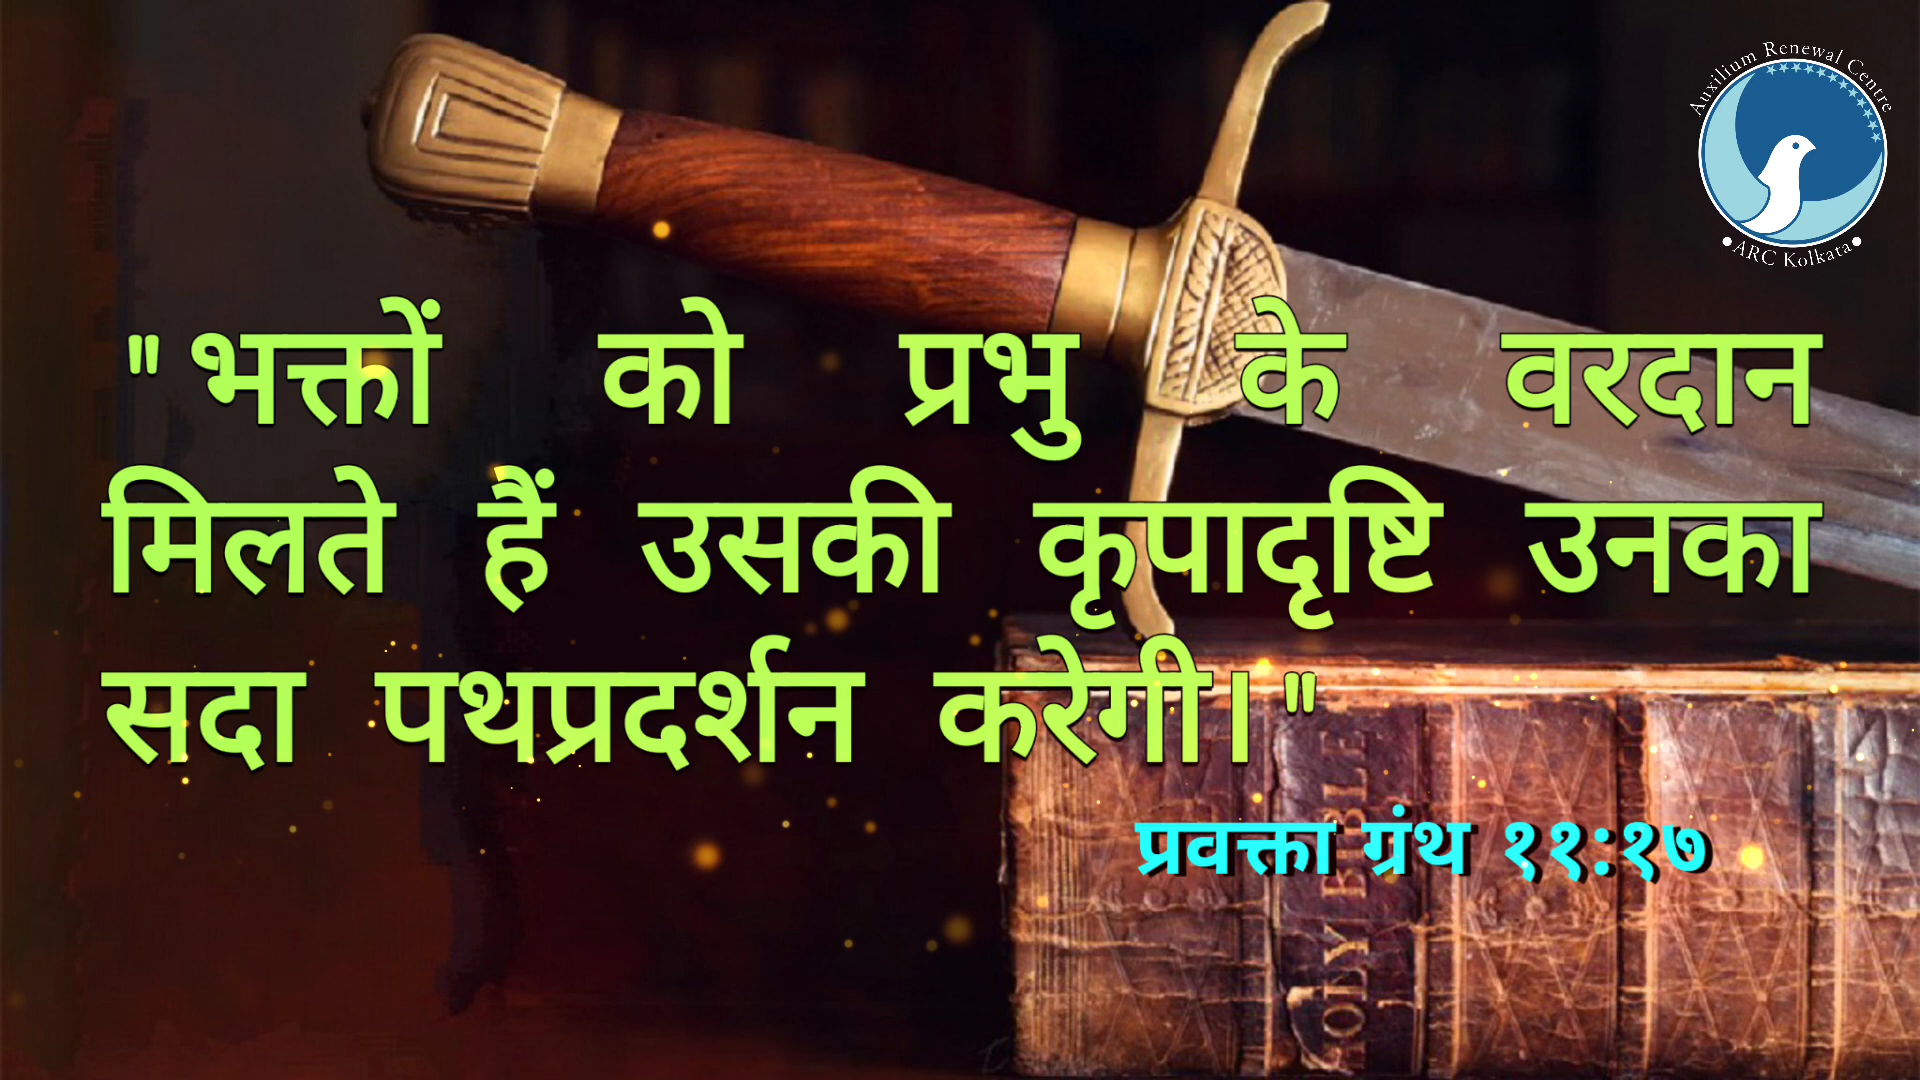 Auxilium Renewal Centre
ARC Kolkata
"भक्तों को प्रभु के वरदान
मिलते हैं उसकी कृपादृष्टि उनका
सदा पथप्रदर्शन करेगी।"
प्रवक्ता ग्रंथ ११:१७
HOLY BIBLE